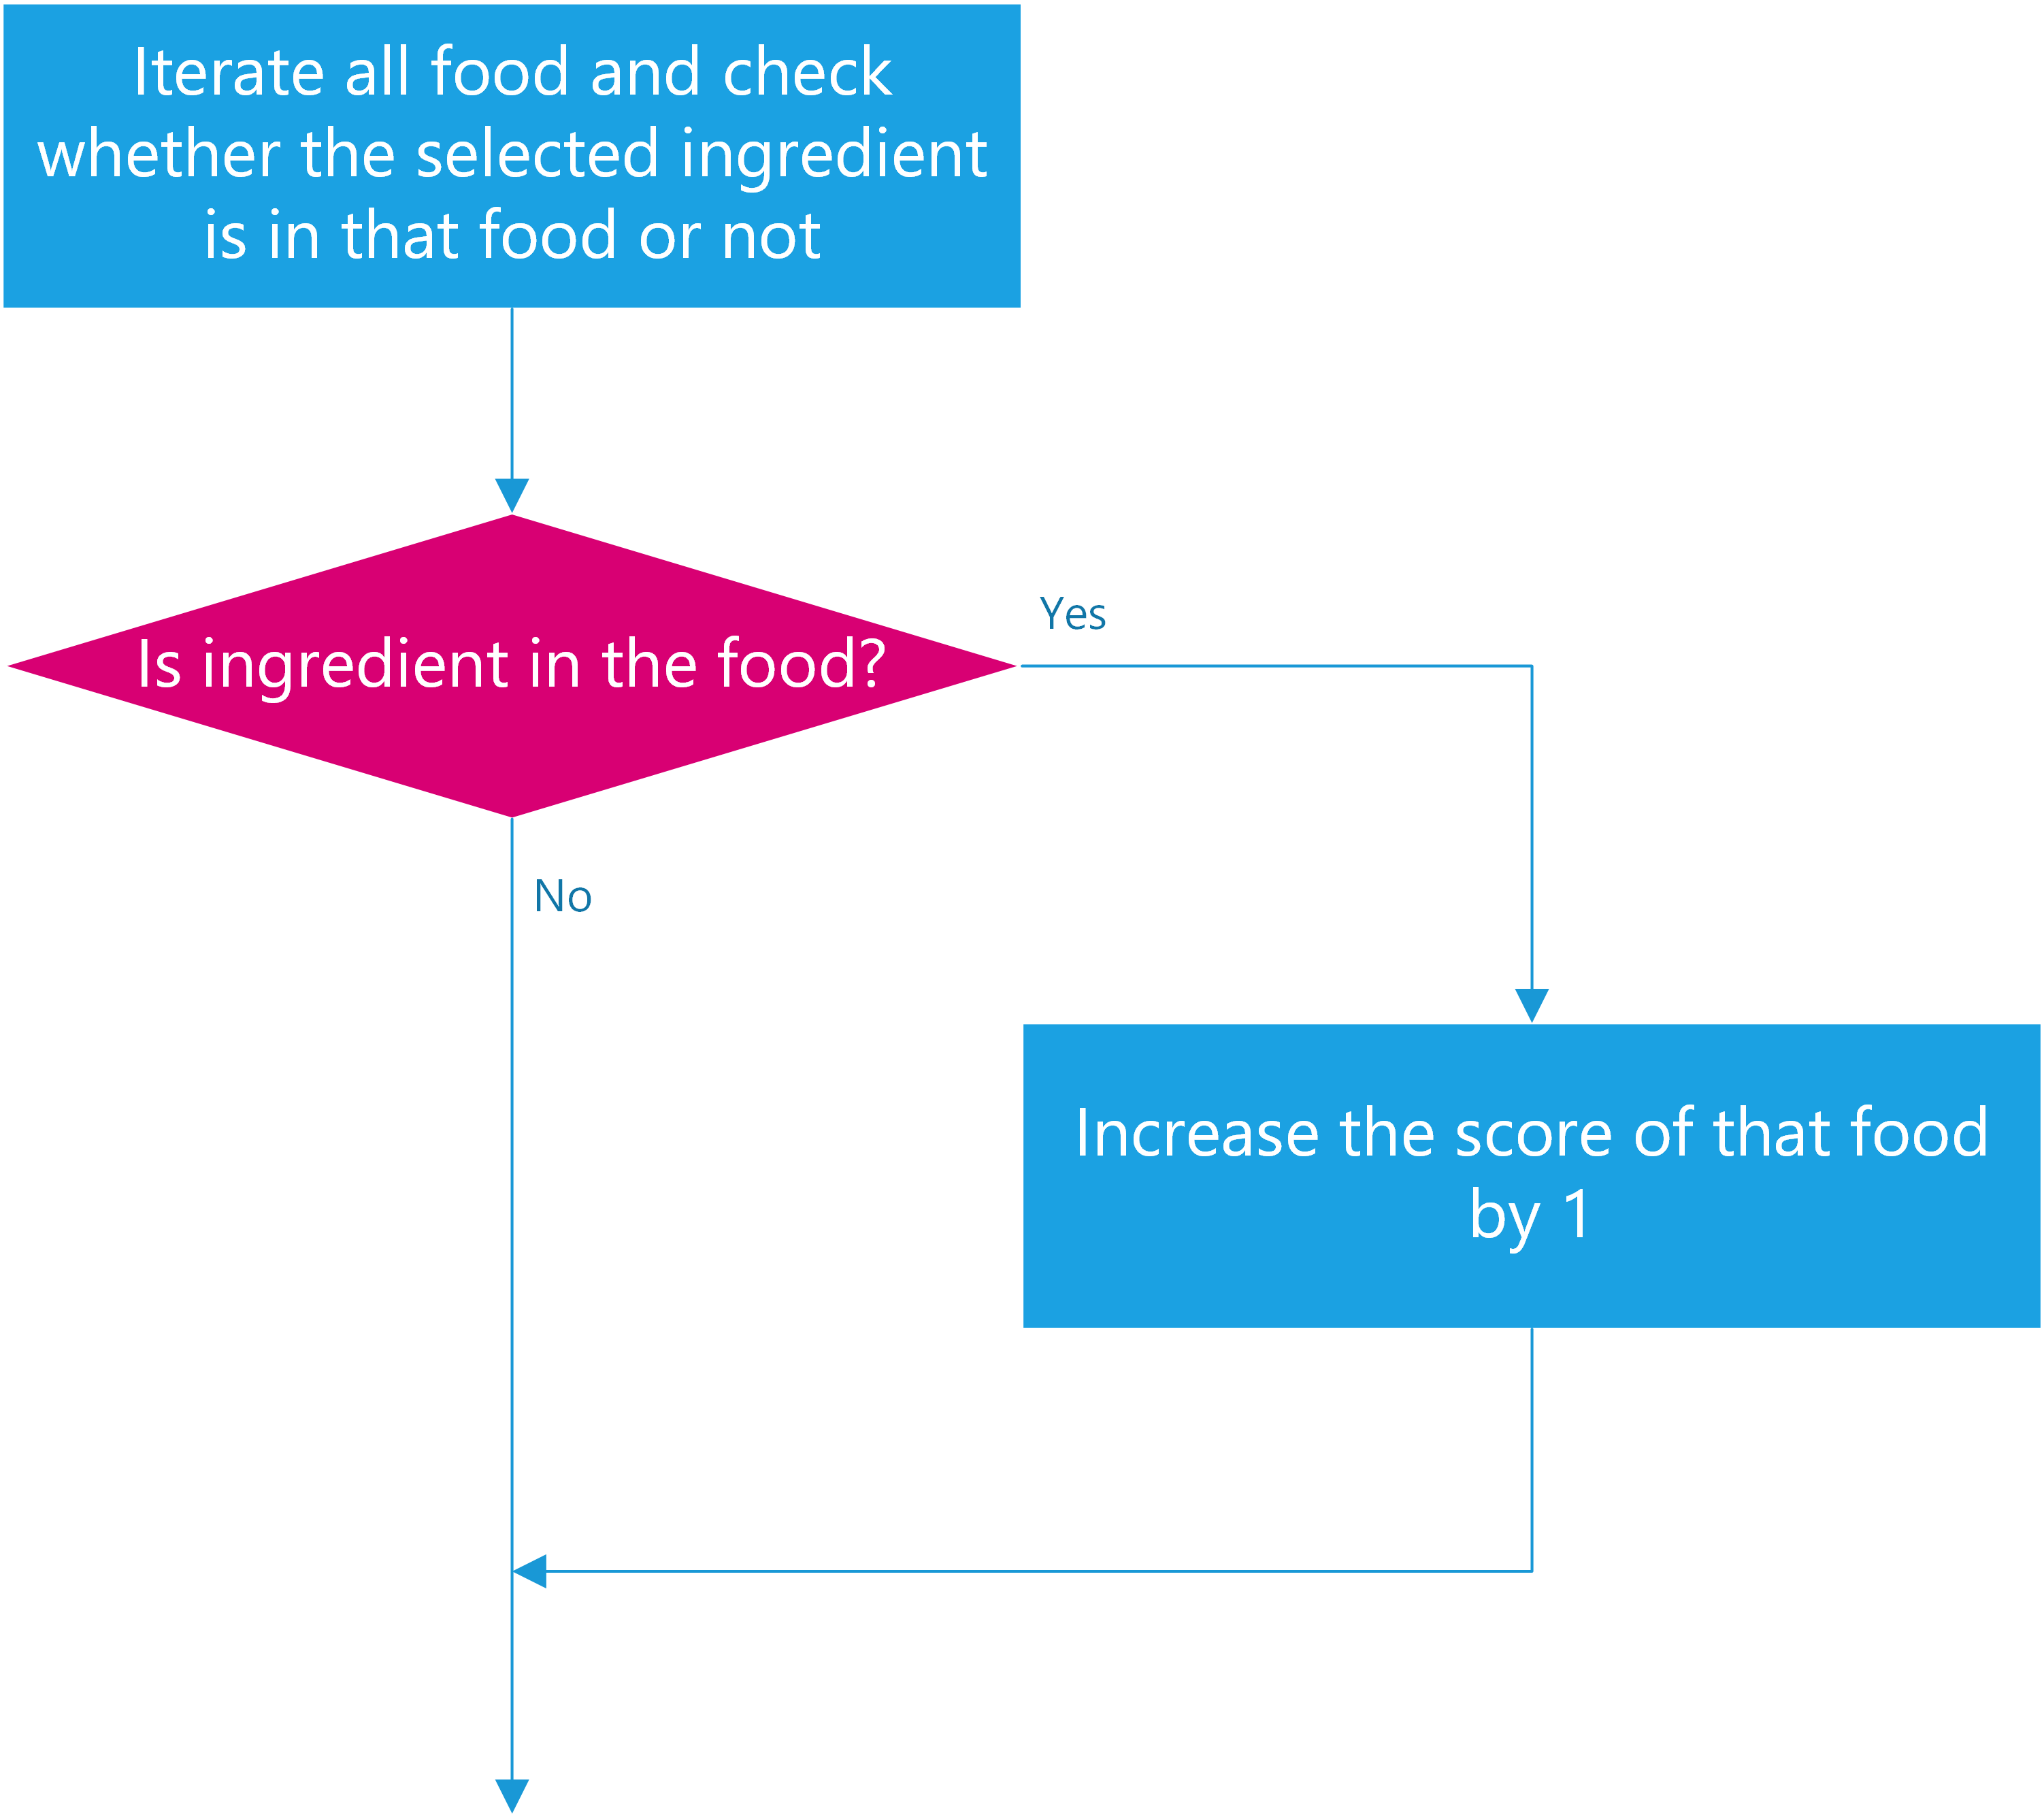 Iterate all food and check
whether the selected ingredient
is in that food or not
Is ingredient in the food?
Yes
No
Increase the score of that food
by 1